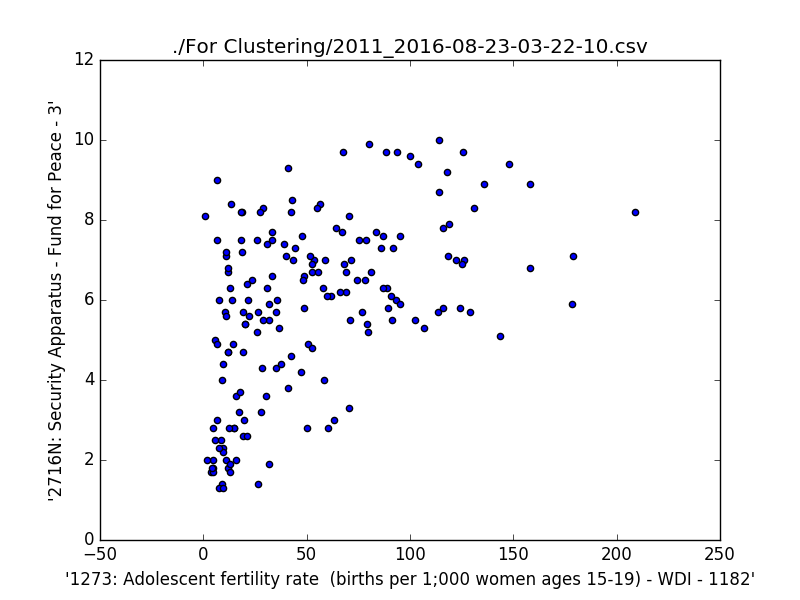 ./For Clustering/2011_2016-08-23-03-22-10.csv
12
10
8
6
4
2
0
'2716N: Security Apparatus - Fund for Peace - 3'
−50 0 50 100 150 200 250
'1273: Adolescent fertility rate  (births per 1;000 women ages 15-19) - WDI - 1182'